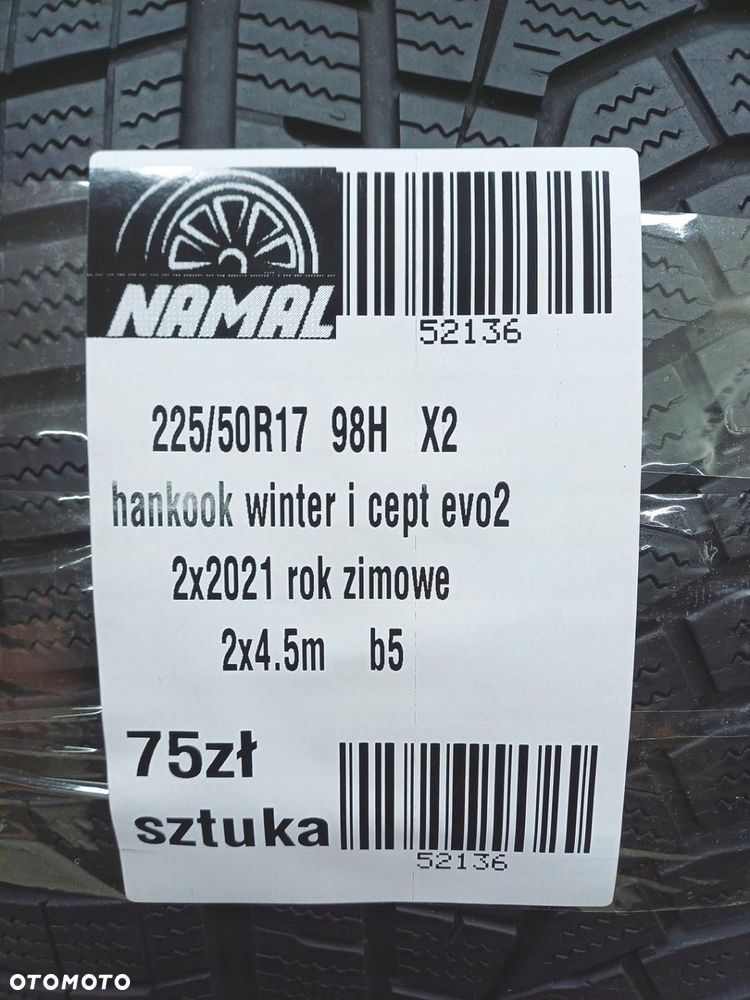 NAMAL
52136
225/50R17 98H X2
hankook winter i cept evo2
2x2021 rok zimowe
2x4.5m b5
75zł
sztuka
52136
OTOMOTO